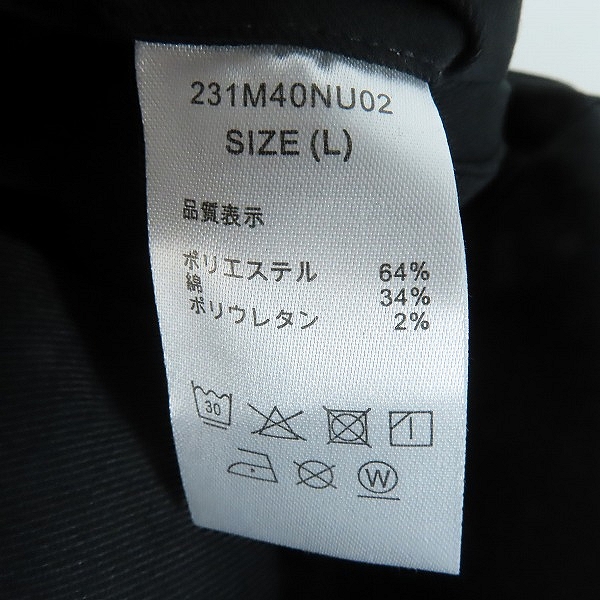 231M40NU02
SIZE (L)
品質表示
ポリエステル 64%
綿 34%
ポリウレタン 2%
30
W